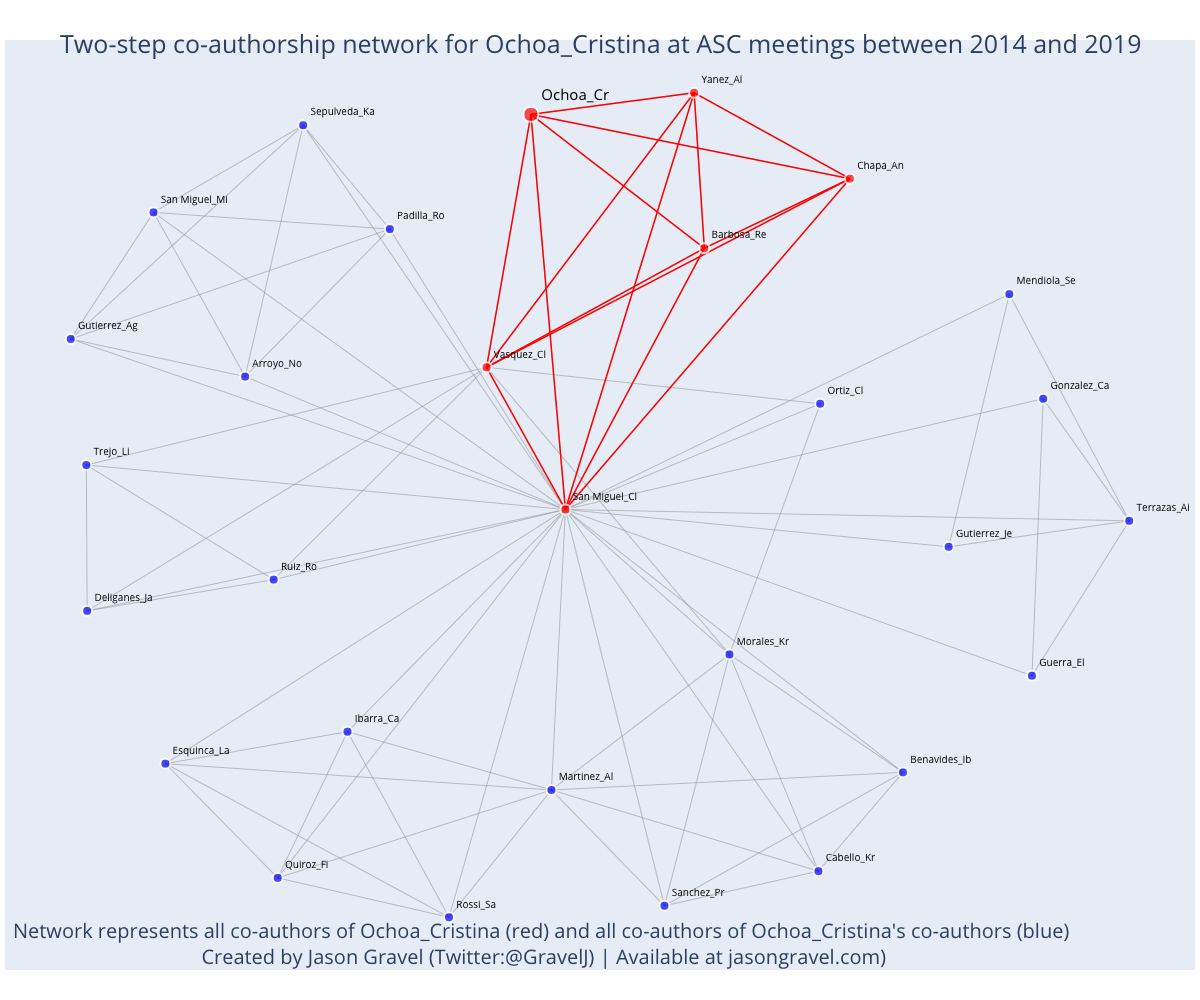 Two-step co-authorship network for Ochoa_Cristina at ASC meetings between 2014 and 2019
Yanez_Al
Ochoa_Cr
Sepulveda_Ka
Chapa_An
San Miguel_Mi
Padilla_Ro
Barbosa_Re
Mendiola_Se
Gutierrez_Ag
Vasquez_Cl
Arroyo_No
Gonzalez_Ca
Ortiz_Cl
Trejo_Li
San Miguel_Cl
Terrazas_Al
Gutierrez_Je
Ruiz_Ro
Deliganes_Ja
Morales_Kr
Guerra_El
Ibarra_Ca
Esquinca_La
Benavides_Ib
Martinez_Al
Cabello_Kr
Quiroz_Fi
Sanchez_Pr
Rossi_Sa
Network represents all co-authors of Ochoa_Cristina (red) and all co-authors of Ochoa_Cristina's co-authors (blue)
Created by Jason Gravel (Twitter:@GravelJ) | Available at jasongravel.com)